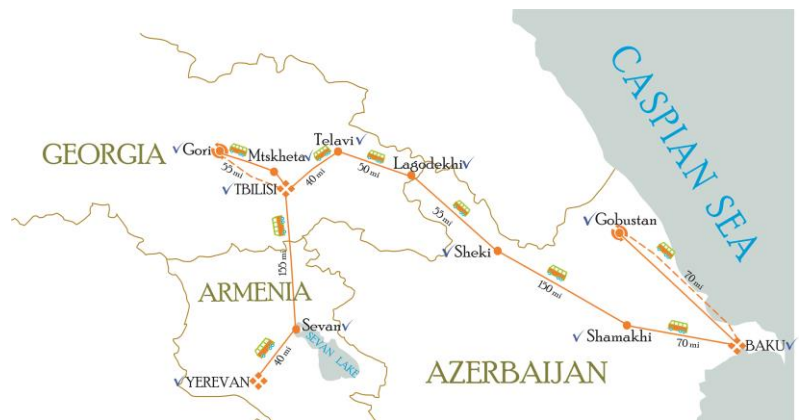 CASPIAN SEA
GEORGIA
Gori
Mtskheta
Telavi
Lagodekhi
55 mi
TBILISI
40 mi
50 mi
55 mi
Gobustan
70 mi
155 mi
Sheki
150 mi
ARMENIA
Sevan
SEVAN LAKE
40 mi
Shamakhi
70 mi
BAKU
YEREVAN
AZERBAIJAN